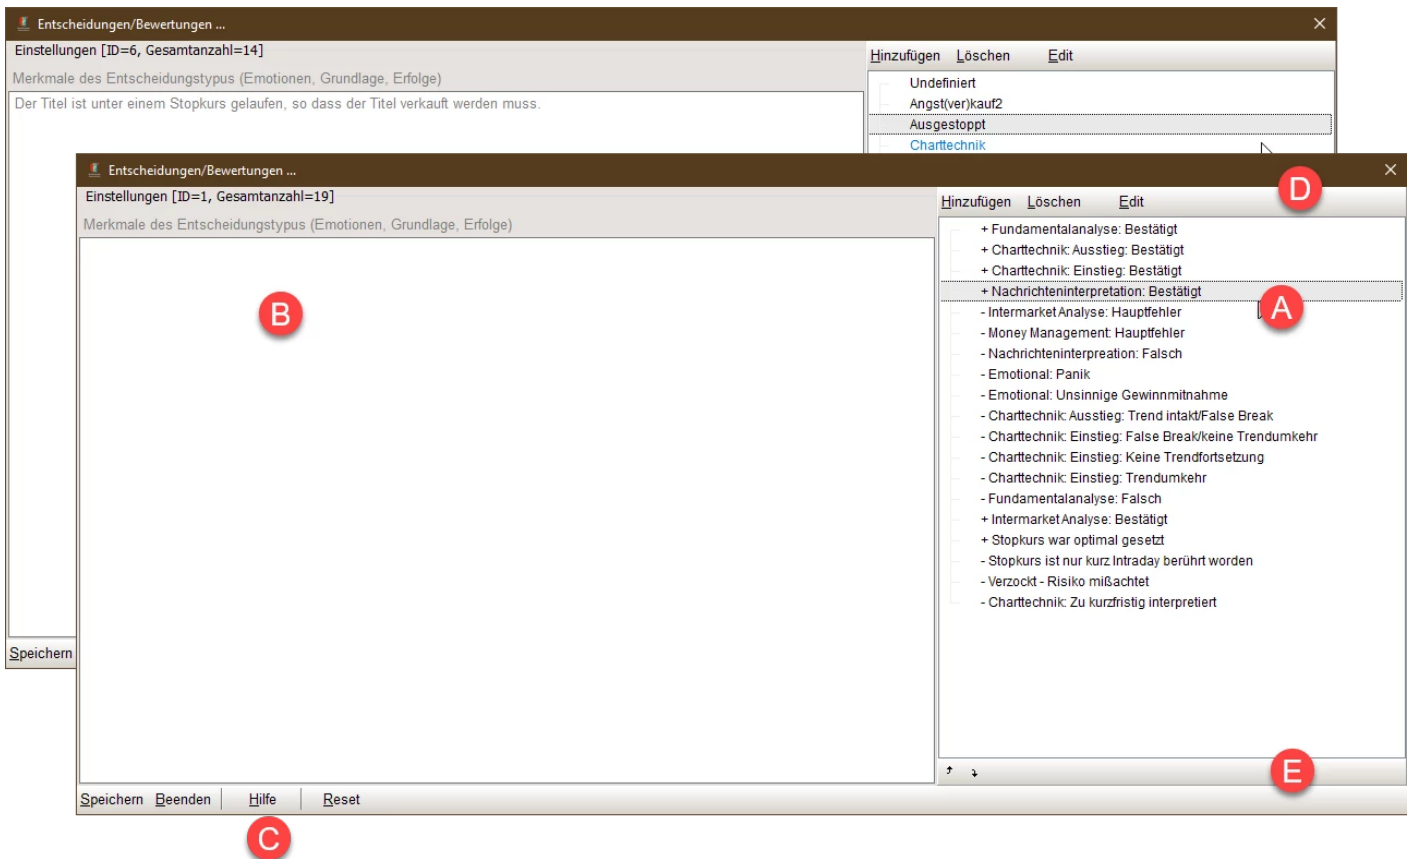 Entscheidungen/Bewertungen ...
Einstellungen [ID=6, Gesamtanzahl=14]
Merkmale des Entscheidungstypus (Emotionen, Grundlage, Erfolge)
Der Titel ist unter einem Stopkurs gelaufen, so dass der Titel verkauft werden muss.
Hinzufügen Löschen Edit
Undefiniert
Angst(ver)kauf2
Ausgestoppt
Charttechnik
Speichern
Entscheidungen/Bewertungen ...
Einstellungen [ID=1, Gesamtanzahl=19]
Merkmale des Entscheidungstypus (Emotionen, Grundlage, Erfolge)
B
D
Hinzufügen Löschen Edit
+ Fundamentalanalyse: Bestätigt
+ Charttechnik: Ausstieg: Bestätigt
+ Charttechnik: Einstieg: Bestätigt
+ Nachrichteninterpretation: Bestätigt
A
- Intermarket Analyse: Hauptfehler
- Money Management: Hauptfehler
- Nachrichteninterpreation: Falsch
- Emotional: Panik
- Emotional: Unsinnige Gewinnmitnahme
- Charttechnik: Ausstieg: Trend intakt/False Break
- Charttechnik: Einstieg: False Break/keine Trendumkehr
- Charttechnik: Einstieg: Keine Trendfortsetzung
- Charttechnik: Einstieg: Trendumkehr
- Fundamentalanalyse: Falsch
+ Intermarket Analyse: Bestätigt
+ Stopkurs war optimal gesetzt
- Stopkurs ist nur kurz Intraday berührt worden
- Verzockt - Risiko mißachtet
- Charttechnik: Zu kurzfristig interpretiert
E
Speichern Beenden Hilfe Reset
C